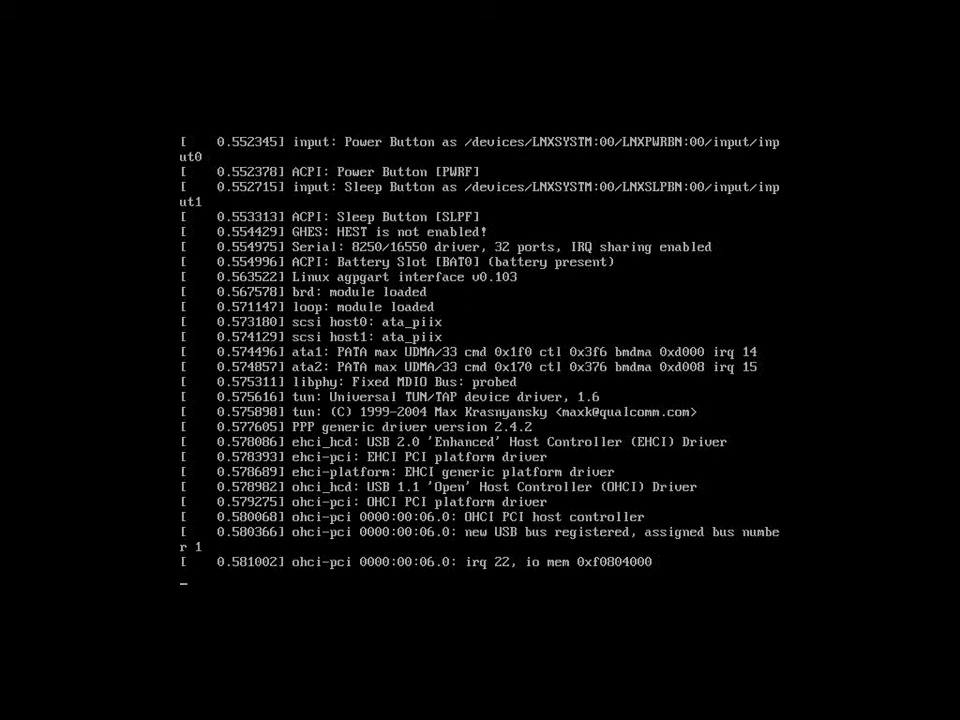 [    0.552345] input: Power Button as /devices/LNXSYSTM:00/LNXPWRBN:00/input/inp
ut0
[    0.552378] ACPI: Power Button [PWRF]
[    0.552715] input: Sleep Button as /devices/LNXSYSTM:00/LNXSLPBN:00/input/inp
ut1
[    0.553313] ACPI: Sleep Button [SLPF]
[    0.554429] GHES: HEST is not enabled!
[    0.554975] Serial: 8250/16550 driver, 32 ports, IRQ sharing enabled
[    0.554996] ACPI: Battery Slot [BAT0] (battery present)
[    0.563522] Linux agpgart interface v0.103
[    0.567578] brd: module loaded
[    0.571147] loop: module loaded
[    0.573180] scsi host0: ata_piix
[    0.574129] scsi host1: ata_piix
[    0.574496] ata1: PATA max UDMA/33 cmd 0x1f0 ctl 0x3f6 bmdma 0xd000 irq 14
[    0.574857] ata2: PATA max UDMA/33 cmd 0x170 ctl 0x376 bmdma 0xd008 irq 15
[    0.575311] libphy: Fixed MDIO Bus: probed
[    0.575616] tun: Universal TUN/TAP device driver, 1.6
[    0.575898] tun: (C) 1999-2004 Max Krasnyansky <maxk@qualcomm.com>
[    0.577605] PPP generic driver version 2.4.2
[    0.578086] ehci_hcd: USB 2.0 'Enhanced' Host Controller (EHCI) Driver
[    0.578393] ehci-pci: EHCI PCI platform driver
[    0.578689] ehci-platform: EHCI generic platform driver
[    0.578982] ohci_hcd: USB 1.1 'Open' Host Controller (OHCI) Driver
[    0.579275] ohci-pci: OHCI PCI platform driver
[    0.580068] ohci-pci 0000:00:06.0: OHCI PCI host controller
[    0.580366] ohci-pci 0000:00:06.0: new USB bus registered, assigned bus numbe
r 1
[    0.581002] ohci-pci 0000:00:06.0: irq 22, io mem 0xf0804000
_